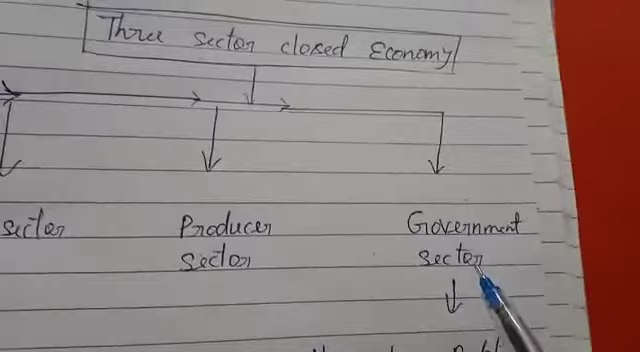 Three sector closed Economy
sector Producer Government
sector sector